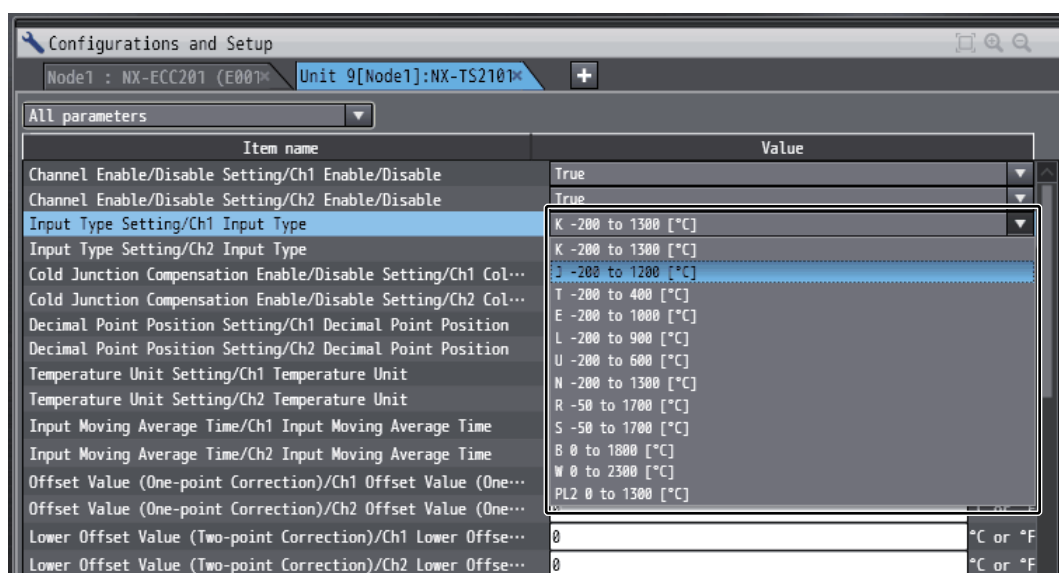 Configurations and Setup
Node1 : NX-ECC201 (E001 Unit 9[Node1]:NX-TS2101
All parameters
Item name Value
Channel Enable/Disable Setting/Ch1 Enable/Disable True
Channel Enable/Disable Setting/Ch2 Enable/Disable True
Input Type Setting/Ch1 Input Type K -200 to 1300 [°C]
Input Type Setting/Ch2 Input Type K -200 to 1300 [°C]
Cold Junction Compensation Enable/Disable Setting/Ch1 Col… J -200 to 1200 [°C]
Cold Junction Compensation Enable/Disable Setting/Ch2 Col… T -200 to 400 [°C]
E -200 to 1000 [°C]
Decimal Point Position Setting/Ch1 Decimal Point Position L -200 to 900 [°C]
Decimal Point Position Setting/Ch2 Decimal Point Position U -200 to 600 [°C]
Temperature Unit Setting/Ch1 Temperature Unit N -200 to 1300 [°C]
Temperature Unit Setting/Ch2 Temperature Unit R -50 to 1700 [°C]
Input Moving Average Time/Ch1 Input Moving Average Time S -50 to 1700 [°C]
Input Moving Average Time/Ch2 Input Moving Average Time B 0 to 1800 [°C]
W 0 to 2300 [°C]
Offset Value (One-point Correction)/Ch1 Offset Value (One… PL2 0 to 1300 [°C]
Offset Value (One-point Correction)/Ch2 Offset Value (One…
Lower Offset Value (Two-point Correction)/Ch1 Lower Offse… 0 °C or °F
Lower Offset Value (Two-point Correction)/Ch2 Lower Offse… 0 °C or °F